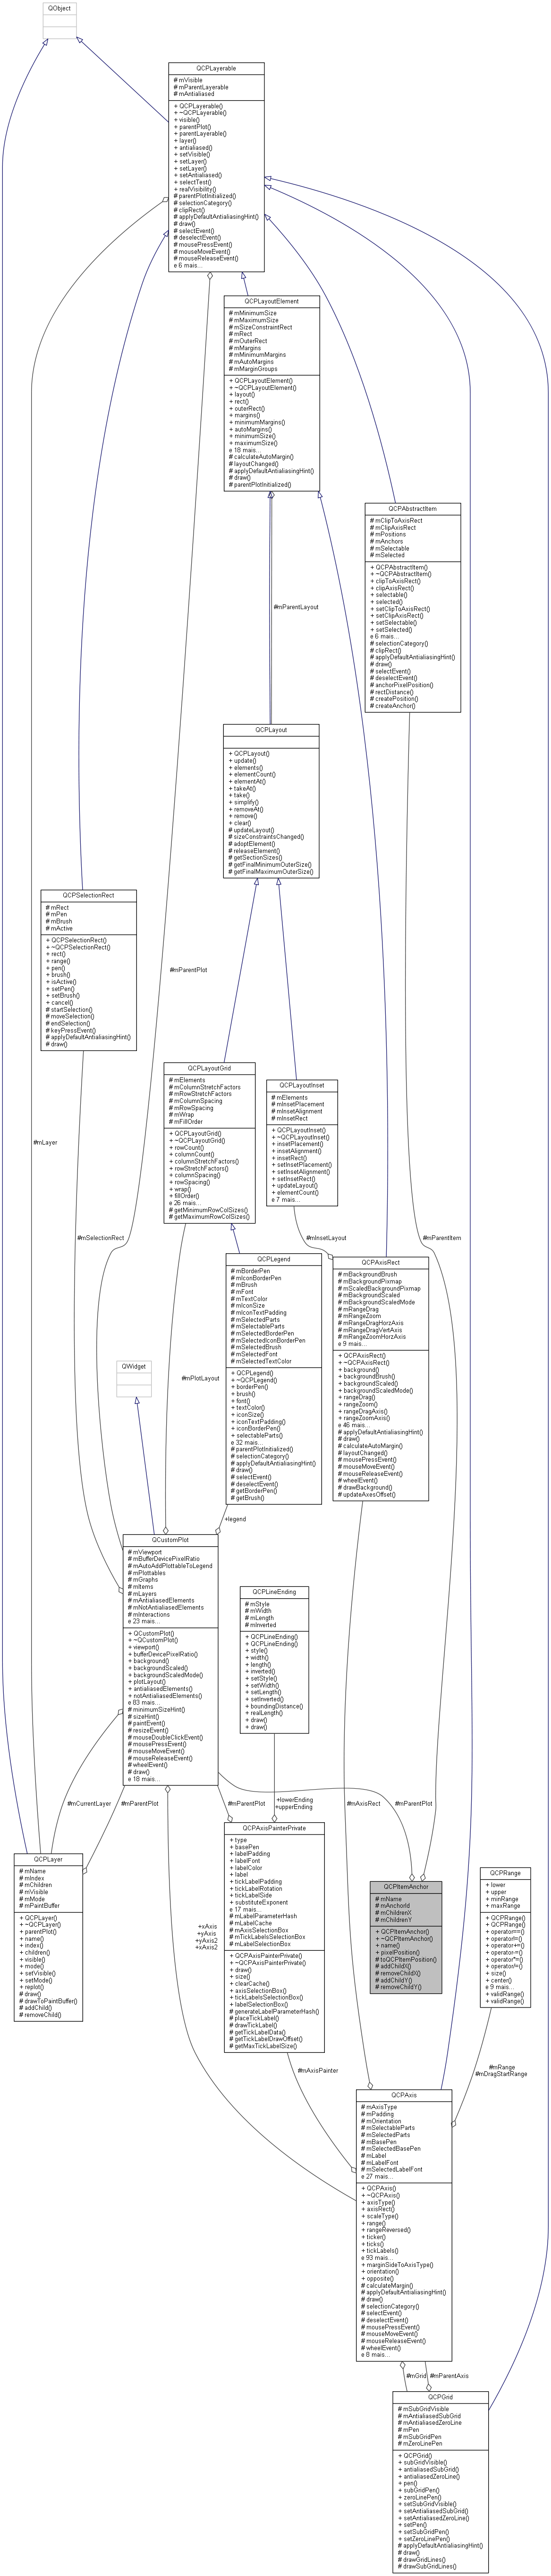 QObject
QCPLayerable
# mVisible
# mParentLayerable
# mAntialiased
+ QCPLayerable()
+ ~QCPLayerable()
+ visible()
+ parentPlot()
+ parentLayerable()
+ layer()
+ antialiased()
+ setVisible()
+ setLayer()
+ setLayer()
+ setAntialiased()
+ selectTest()
+ realVisibility()
# parentPlotInitialized()
# selectionCategory()
# clipRect()
# applyDefaultAntialiasingHint()
# draw()
# selectEvent()
# deselectEvent()
# mousePressEvent()
# mouseMoveEvent()
# mouseReleaseEvent()
e 6 mais...
QCPLayoutElement
# mMinimumSize
# mMaximumSize
# mSizeConstraintRect
# mRect
# mOuterRect
# mMargins
# mMinimumMargins
# mAutoMargins
# mMarginGroups
+ QCPLayoutElement()
+ ~QCPLayoutElement()
+ layout()
+ rect()
+ outerRect()
+ margins()
+ minimumMargins()
+ autoMargins()
+ minimumSize()
+ maximumSize()
e 18 mais...
# calculateAutoMargin()
# layoutChanged()
# applyDefaultAntialiasingHint()
# draw()
# parentPlotInitialized()
QCPAbstractItem
# mClipToAxisRect
# mClipAxisRect
# mPositions
# mAnchors
# mSelectable
# mSelected
+ QCPAbstractItem()
+ ~QCPAbstractItem()
+ clipToAxisRect()
+ clipAxisRect()
+ selectable()
+ selected()
+ setClipToAxisRect()
+ setClipAxisRect()
+ setSelectable()
+ setSelected()
e 6 mais...
# selectionCategory()
# clipRect()
# applyDefaultAntialiasingHint()
# draw()
# selectEvent()
# deselectEvent()
# anchorPixelPosition()
# rectDistance()
# createPosition()
# createAnchor()
#mParentLayout
QCPLayout
+ QCPLayout()
+ update()
+ elements()
+ elementCount()
+ elementAt()
+ takeAt()
+ take()
+ simplify()
+ removeAt()
+ remove()
+ clear()
# updateLayout()
# sizeConstraintsChanged()
# adoptElement()
# releaseElement()
# getSectionSizes()
# getFinalMinimumOuterSize()
# getFinalMaximumOuterSize()
QCPSelectionRect
# mRect
# mPen
# mBrush
# mActive
+ QCPSelectionRect()
+ ~QCPSelectionRect()
+ rect()
+ range()
+ pen()
+ brush()
+ isActive()
+ setPen()
+ setBrush()
+ cancel()
# startSelection()
# moveSelection()
# endSelection()
# keyPressEvent()
# applyDefaultAntialiasingHint()
# draw()
#mParentPlot
QCPLayoutGrid
# mElements
# mColumnStretchFactors
# mRowStretchFactors
# mColumnSpacing
# mRowSpacing
# mWrap
# mFillOrder
+ QCPLayoutGrid()
+ ~QCPLayoutGrid()
+ rowCount()
+ columnCount()
+ columnStretchFactors()
+ rowStretchFactors()
+ columnSpacing()
+ rowSpacing()
+ wrap()
+ fillOrder()
e 26 mais...
# getMinimumRowColSizes()
# getMaximumRowColSizes()
QCPLayoutInset
# mElements
# mInsetPlacement
# mInsetAlignment
# mInsetRect
+ QCPLayoutInset()
+ ~QCPLayoutInset()
+ insetPlacement()
+ insetAlignment()
+ insetRect()
+ setInsetPlacement()
+ setInsetAlignment()
+ setInsetRect()
+ updateLayout()
+ elementCount()
e 7 mais...
#mLayer
#mSelectionRect
#mInsetLayout
#mParentItem
QCPLegend
# mBorderPen
# mIconBorderPen
# mBrush
# mFont
# mTextColor
# mIconSize
# mIconTextPadding
# mSelectedParts
# mSelectableParts
# mSelectedBorderPen
# mSelectedIconBorderPen
# mSelectedBrush
# mSelectedFont
# mSelectedTextColor
+ QCPLegend()
+ ~QCPLegend()
+ borderPen()
+ brush()
+ font()
+ textColor()
+ iconSize()
+ iconTextPadding()
+ iconBorderPen()
+ selectableParts()
e 32 mais...
# parentPlotInitialized()
# selectionCategory()
# applyDefaultAntialiasingHint()
# draw()
# selectEvent()
# deselectEvent()
# getBorderPen()
# getBrush()
QCPAxisRect
# mBackgroundBrush
# mBackgroundPixmap
# mScaledBackgroundPixmap
# mBackgroundScaled
# mBackgroundScaledMode
# mRangeDrag
# mRangeZoom
# mRangeDragHorzAxis
# mRangeDragVertAxis
# mRangeZoomHorzAxis
e 9 mais...
+ QCPAxisRect()
+ ~QCPAxisRect()
+ background()
+ backgroundBrush()
+ backgroundScaled()
+ backgroundScaledMode()
+ rangeDrag()
+ rangeZoom()
+ rangeDragAxis()
+ rangeZoomAxis()
e 46 mais...
# applyDefaultAntialiasingHint()
# draw()
# calculateAutoMargin()
# layoutChanged()
# mousePressEvent()
# mouseMoveEvent()
# mouseReleaseEvent()
# wheelEvent()
# drawBackground()
# updateAxesOffset()
QWidget
#mPlotLayout
+legend
QCustomPlot
# mViewport
# mBufferDevicePixelRatio
# mAutoAddPlottableToLegend
# mPlottables
# mGraphs
# mItems
# mLayers
# mAntialiasedElements
# mNotAntialiasedElements
# mInteractions
e 23 mais...
+ QCustomPlot()
+ ~QCustomPlot()
+ viewport()
+ bufferDevicePixelRatio()
+ background()
+ backgroundScaled()
+ backgroundScaledMode()
+ plotLayout()
+ antialiasedElements()
+ notAntialiasedElements()
e 83 mais...
# minimumSizeHint()
# sizeHint()
# paintEvent()
# resizeEvent()
# mouseDoubleClickEvent()
# mousePressEvent()
# mouseMoveEvent()
# mouseReleaseEvent()
# wheelEvent()
# draw()
e 18 mais...
QCPLineEnding
# mStyle
# mWidth
# mLength
# mInverted
+ QCPLineEnding()
+ QCPLineEnding()
+ style()
+ width()
+ length()
+ inverted()
+ setStyle()
+ setWidth()
+ setLength()
+ setInverted()
+ boundingDistance()
+ realLength()
+ draw()
+ draw()
#mCurrentLayer
#mParentPlot
#mParentPlot
+lowerEnding
+upperEnding
#mAxisRect
#mParentPlot
QCPLayer
# mName
# mIndex
# mChildren
# mVisible
# mMode
# mPaintBuffer
+ QCPLayer()
+ ~QCPLayer()
+ parentPlot()
+ name()
+ index()
+ children()
+ visible()
+ mode()
+ setVisible()
+ setMode()
+ replot()
# draw()
# drawToPaintBuffer()
# addChild()
# removeChild()
+xAxis
+yAxis
+yAxis2
+xAxis2
QCPAxisPainterPrivate
+ type
+ basePen
+ labelPadding
+ labelFont
+ labelColor
+ label
+ tickLabelPadding
+ tickLabelRotation
+ tickLabelSide
+ substituteExponent
e 17 mais...
# mLabelParameterHash
# mLabelCache
# mAxisSelectionBox
# mTickLabelsSelectionBox
# mLabelSelectionBox
+ QCPAxisPainterPrivate()
+ ~QCPAxisPainterPrivate()
+ draw()
+ size()
+ clearCache()
+ axisSelectionBox()
+ tickLabelsSelectionBox()
+ labelSelectionBox()
# generateLabelParameterHash()
# placeTickLabel()
# drawTickLabel()
# getTickLabelData()
# getTickLabelDrawOffset()
# getMaxTickLabelSize()
QCPItemAnchor
# mName
# mAnchorId
# mChildrenX
# mChildrenY
+ QCPItemAnchor()
+ ~QCPItemAnchor()
+ name()
+ pixelPosition()
# toQCPItemPosition()
# addChildX()
# removeChildX()
# addChildY()
# removeChildY()
QCPRange
+ lower
+ upper
+ minRange
+ maxRange
+ QCPRange()
+ QCPRange()
+ operator==()
+ operator!=()
+ operator+=()
+ operator-=()
+ operator*=()
+ operator/=()
+ size()
+ center()
e 9 mais...
+ validRange()
+ validRange()
#mAxisPainter
#mRange
#mDragStartRange
QCPAxis
# mAxisType
# mPadding
# mOrientation
# mSelectableParts
# mSelectedParts
# mBasePen
# mSelectedBasePen
# mLabel
# mLabelFont
# mSelectedLabelFont
e 27 mais...
+ QCPAxis()
+ ~QCPAxis()
+ axisType()
+ axisRect()
+ scaleType()
+ range()
+ rangeReversed()
+ ticker()
+ ticks()
+ tickLabels()
e 93 mais...
+ marginSideToAxisType()
+ orientation()
+ opposite()
# calculateMargin()
# applyDefaultAntialiasingHint()
# draw()
# selectionCategory()
# selectEvent()
# deselectEvent()
# mousePressEvent()
# mouseMoveEvent()
# mouseReleaseEvent()
# wheelEvent()
e 8 mais...
#mGrid
#mParentAxis
QCPGrid
# mSubGridVisible
# mAntialiasedSubGrid
# mAntialiasedZeroLine
# mPen
# mSubGridPen
# mZeroLinePen
+ QCPGrid()
+ subGridVisible()
+ antialiasedSubGrid()
+ antialiasedZeroLine()
+ pen()
+ subGridPen()
+ zeroLinePen()
+ setSubGridVisible()
+ setAntialiasedSubGrid()
+ setAntialiasedZeroLine()
+ setPen()
+ setSubGridPen()
+ setZeroLinePen()
# applyDefaultAntialiasingHint()
# draw()
# drawGridLines()
# drawSubGridLines()